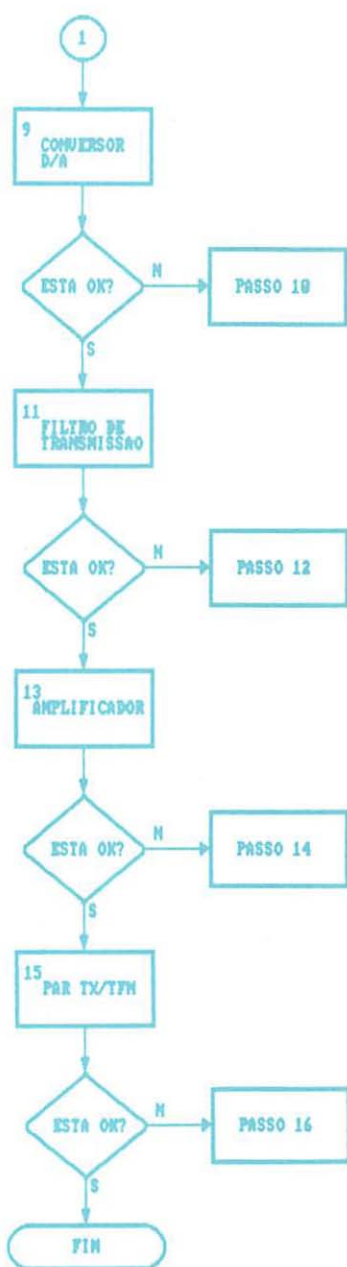 1
9
CONVERSOR
D/A
ESTA OK?
N
PASSO 10
S
11
FILTRO DE
TRANSMISSAO
ESTA OK?
N
PASSO 12
S
13
AMPLIFICADOR
ESTA OK?
N
PASSO 14
S
15
PAR TX/TFM
ESTA OK?
N
PASSO 16
S
FIM